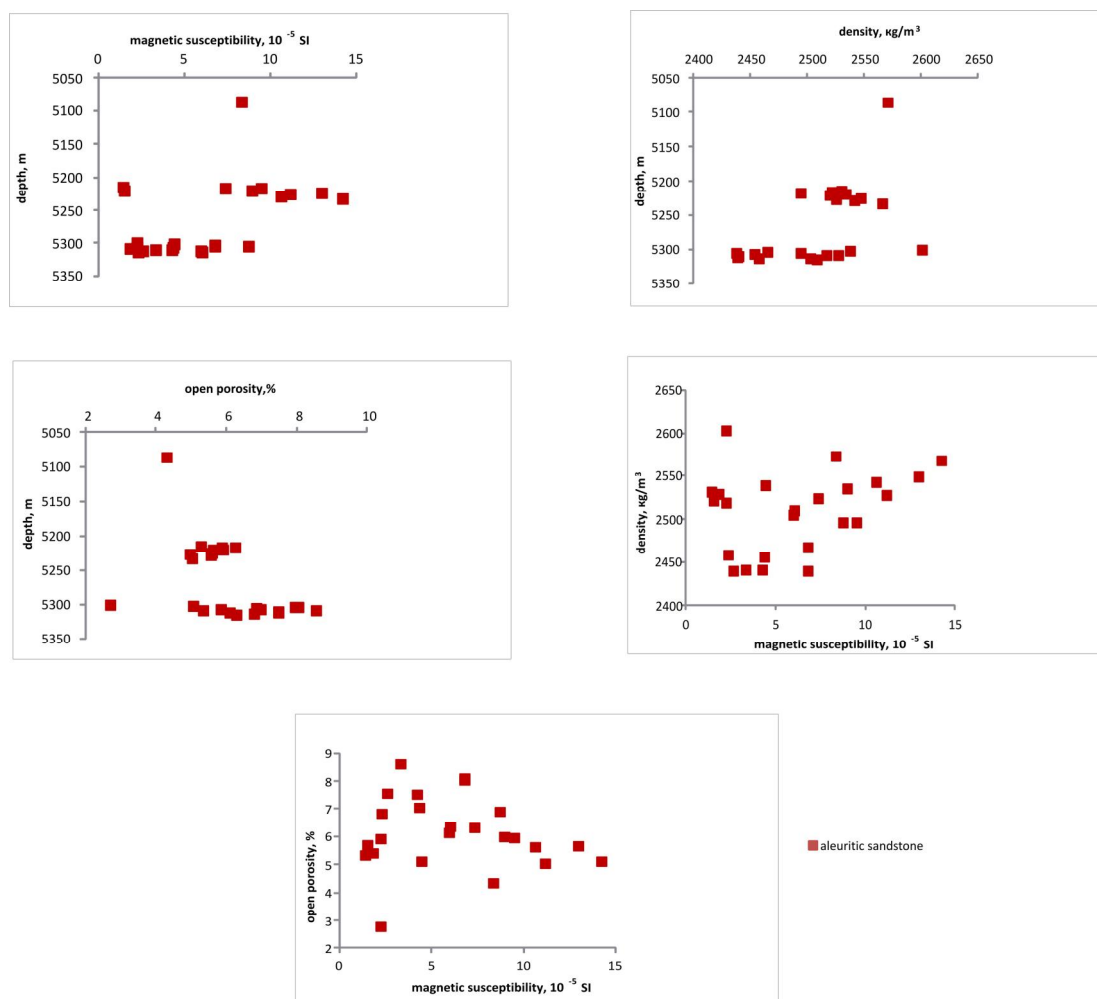 magnetic susceptibility, 10 -5 SI
0 5 10 15
5050
5100
5150
5200
5250
5300
5350
depth, m
density, кg/m3
2400 2450 2500 2550 2600 2650
5050
5100
5150
5200
5250
5300
5350
depth, m
open porosity,%
2 4 6 8 10
5050
5100
5150
5200
5250
5300
5350
depth, m
2650
2600
2550
2500
2450
2400
density, кg/m3
0 5 10 15
magnetic susceptibility, 10 -5 SI
9
8
7
6
5
4
3
2
open porosity, %
0 5 10 15
magnetic susceptibility, 10 -5 SI
aleuritic sandstone